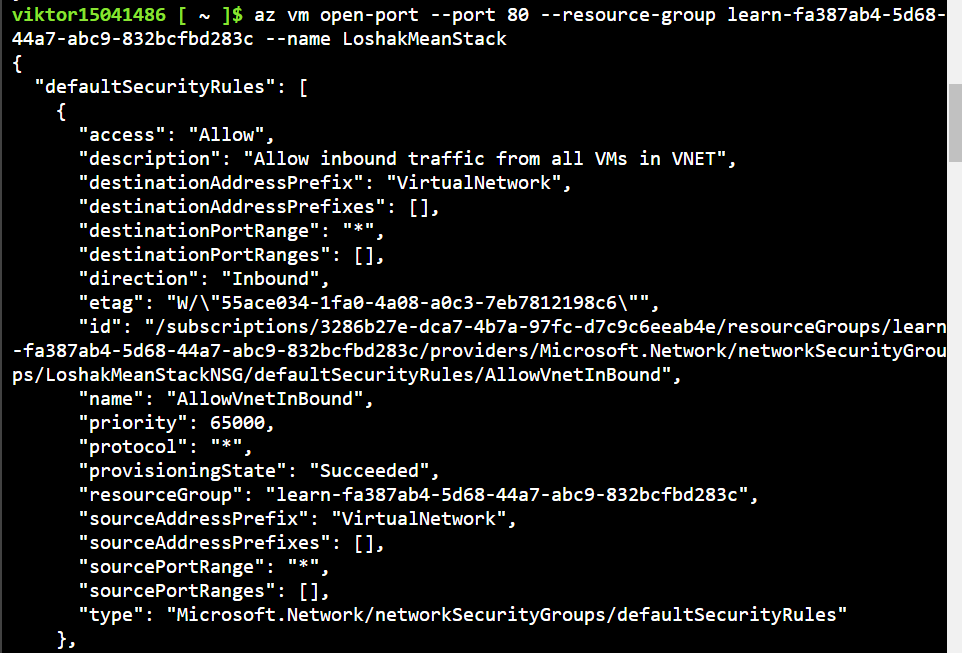 viktor15041486 [ ~ ]$ az vm open-port --port 80 --resource-group learn-fa387ab4-5d68-
44a7-abc9-832bcfbd283c --name LoshakMeanStack
{
  "defaultSecurityRules": [
    {
      "access": "Allow",
      "description": "Allow inbound traffic from all VMs in VNET",
      "destinationAddressPrefix": "VirtualNetwork",
      "destinationAddressPrefixes": [],
      "destinationPortRange": "*",
      "destinationPortRanges": [],
      "direction": "Inbound",
      "etag": "W/\"55ace034-1fa0-4a08-a0c3-7eb7812198c6\"",
      "id": "/subscriptions/3286b27e-dca7-4b7a-97fc-d7c9c6eeab4e/resourceGroups/learn
-fa387ab4-5d68-44a7-abc9-832bcfbd283c/providers/Microsoft.Network/networkSecurityGrou
ps/LoshakMeanStackNSG/defaultSecurityRules/AllowVnetInBound",
      "name": "AllowVnetInBound",
      "priority": 65000,
      "protocol": "*",
      "provisioningState": "Succeeded",
      "resourceGroup": "learn-fa387ab4-5d68-44a7-abc9-832bcfbd283c",
      "sourceAddressPrefix": "VirtualNetwork",
      "sourceAddressPrefixes": [],
      "sourcePortRange": "*",
      "sourcePortRanges": [],
      "type": "Microsoft.Network/networkSecurityGroups/defaultSecurityRules"
    },